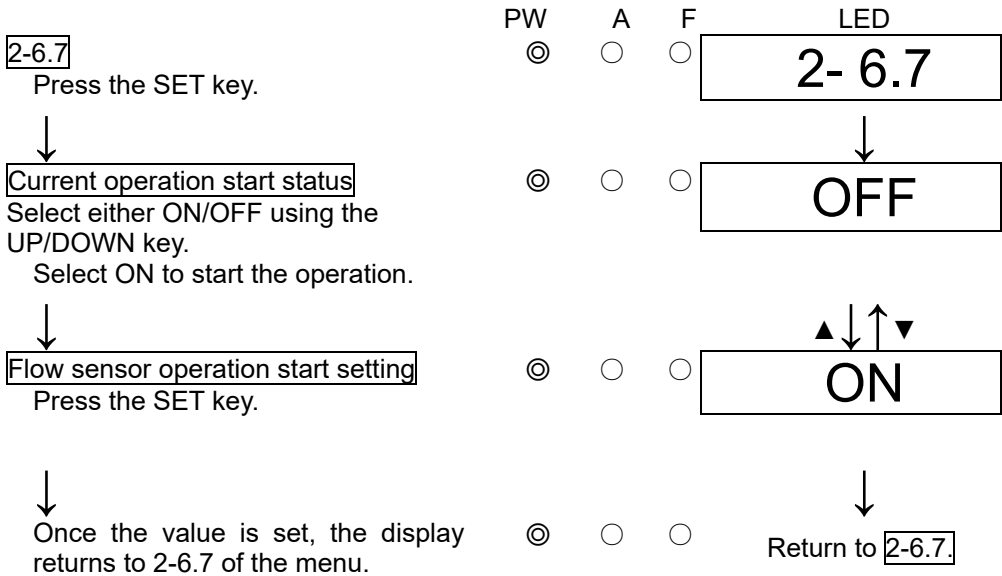 PW A F LED
2-6.7 ◎ ○ ○ 2- 6.7
Press the SET key.
↓ ↓
Current operation start status ◎ ○ ○ OFF
Select either ON/OFF using the
UP/DOWN key.
Select ON to start the operation.
↓ ▲↓↑▼
Flow sensor operation start setting ◎ ○ ○ ON
Press the SET key.
↓ ↓
Once the value is set, the display ◎ ○ ○ Return to 2-6.7.
returns to 2-6.7 of the menu.